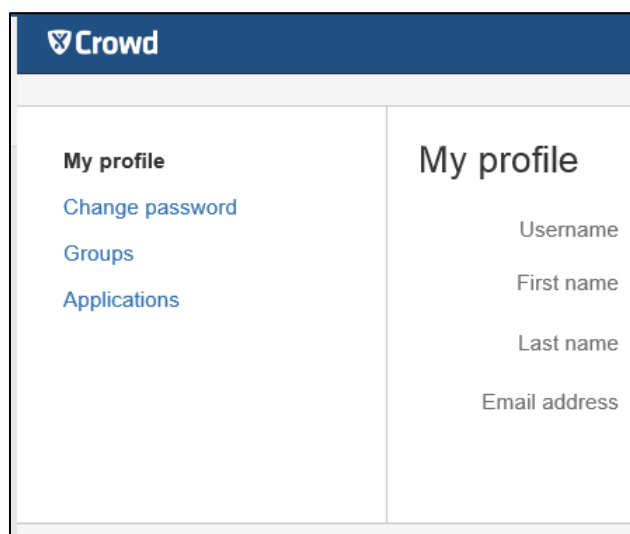 Crowd
My profile
Change password
Groups
Applications
My profile
Username
First name
Last name
Email address